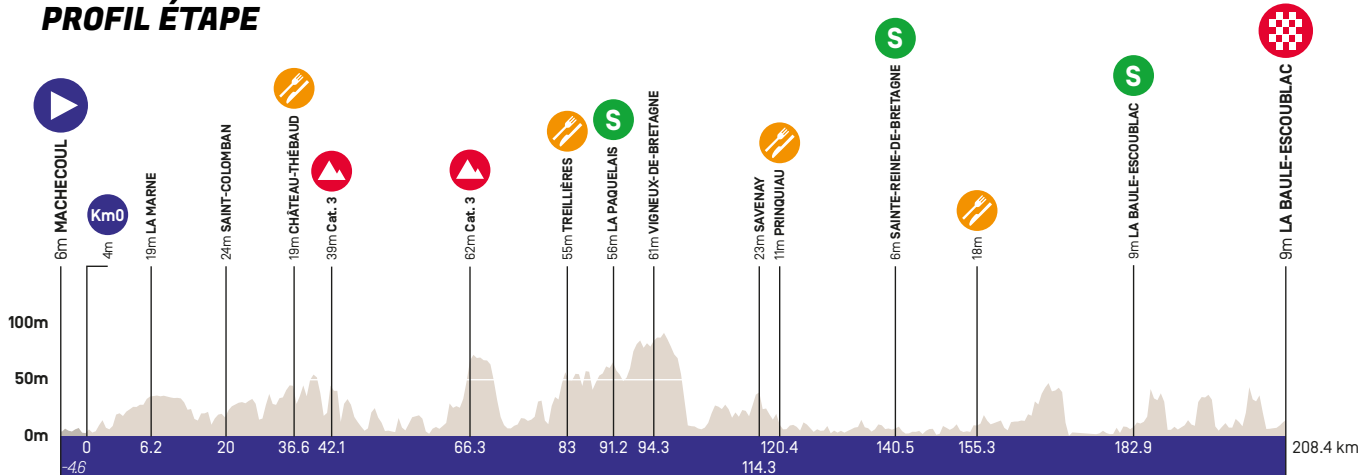 PROFIL ÉTAPE
6m MACHECOUL
Km0
4m
19m LA MARNE
24m SAINT-COLOMBAN
19m CHÂTEAU-THÉBAUD
39m Cat. 3
62m Cat. 3
55m TREILLIÈRES
S
56m LA PAQUELAIS
61m VIGNEUX-DE-BRETAGNE
23m SAVENAY
11m PRINQUIAU
S
6m SAINTE-REINE-DE-BRETAGNE
18m
S
9m LA BAULE-ESCOUBLAC
9m LA BAULE-ESCOUBLAC
100m
50m
0m
0 6.2 20 36.6 42.1 66.3 83 91.2 94.3 120.4 140.5 155.3 182.9 208.4 km
-4.6 114.3